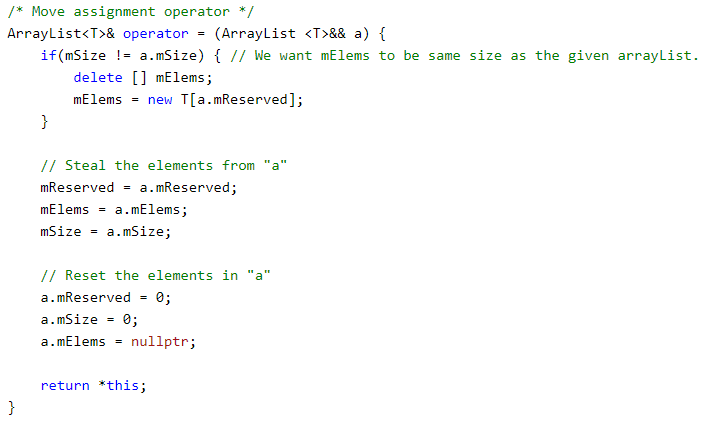 /* Move assignment operator */
ArrayList<T>& operator = (ArrayList <T>&& a) {
    if(mSize != a.mSize) { // We want mElems to be same size as the given arrayList.
        delete [] mElems;
        mElems = new T[a.mReserved];
    }

    // Steal the elements from "a"
    mReserved = a.mReserved;
    mElems = a.mElems;
    mSize = a.mSize;

    // Reset the elements in "a"
    a.mReserved = 0;
    a.mSize = 0;
    a.mElems = nullptr;

    return *this;
}